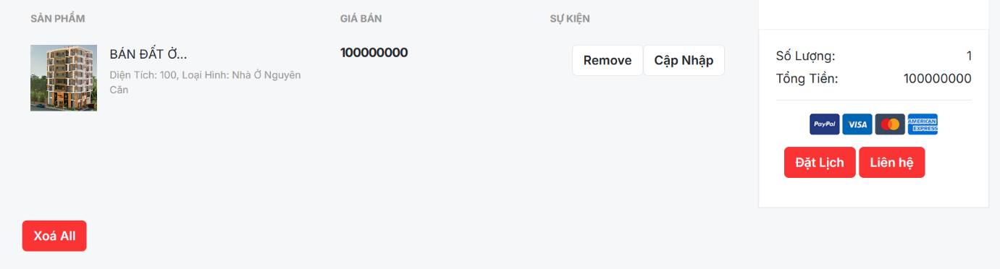 SẢN PHẨM GIÁ BÁN SỰ KIỆN
BÁN ĐẤT Ở...
Diện Tích: 100, Loại Hình: Nhà Ở Nguyên
Căn
100000000
Remove Cập Nhập
Số Lượng: 1
Tổng Tiền: 100000000
PayPal VISA AMERICAN
EXPRESS
Đặt Lịch Liên hệ
Xoá All